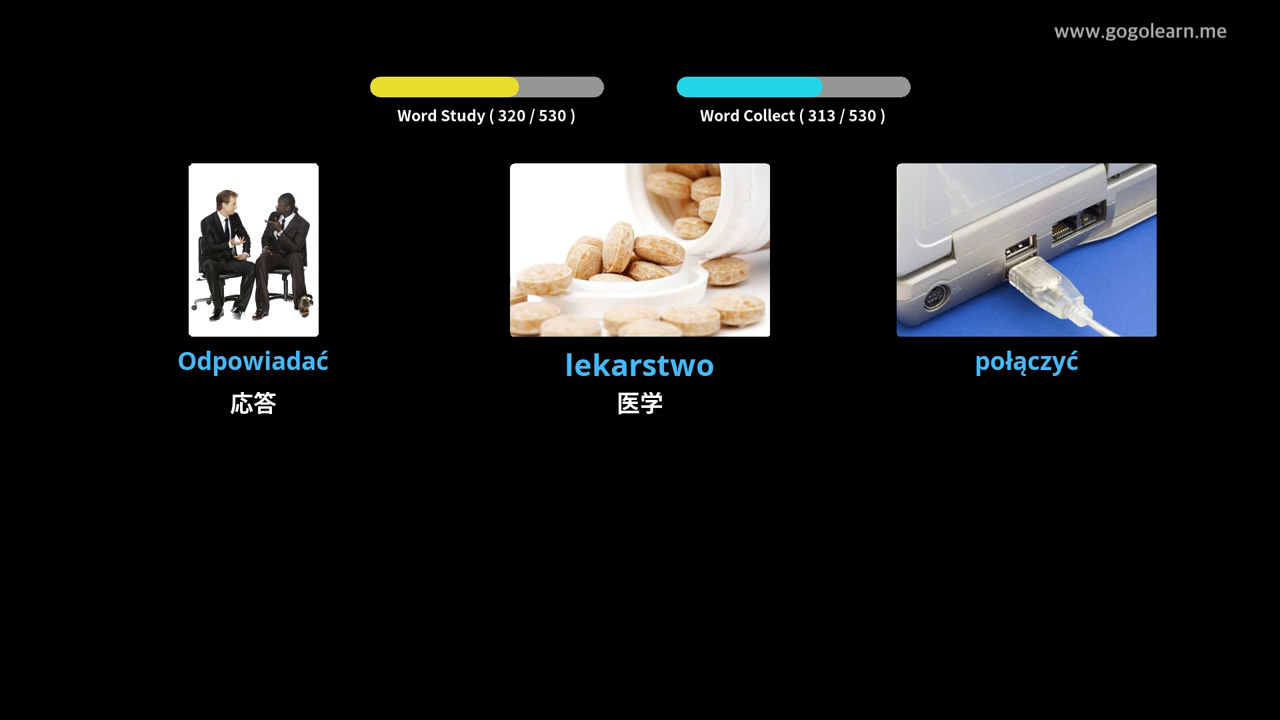 www.gogolearn.me
Word Study ( 320 / 530 )
Word Collect ( 313 / 530 )
Odpowiadać
lekarstwo
połączyć
応答
医学